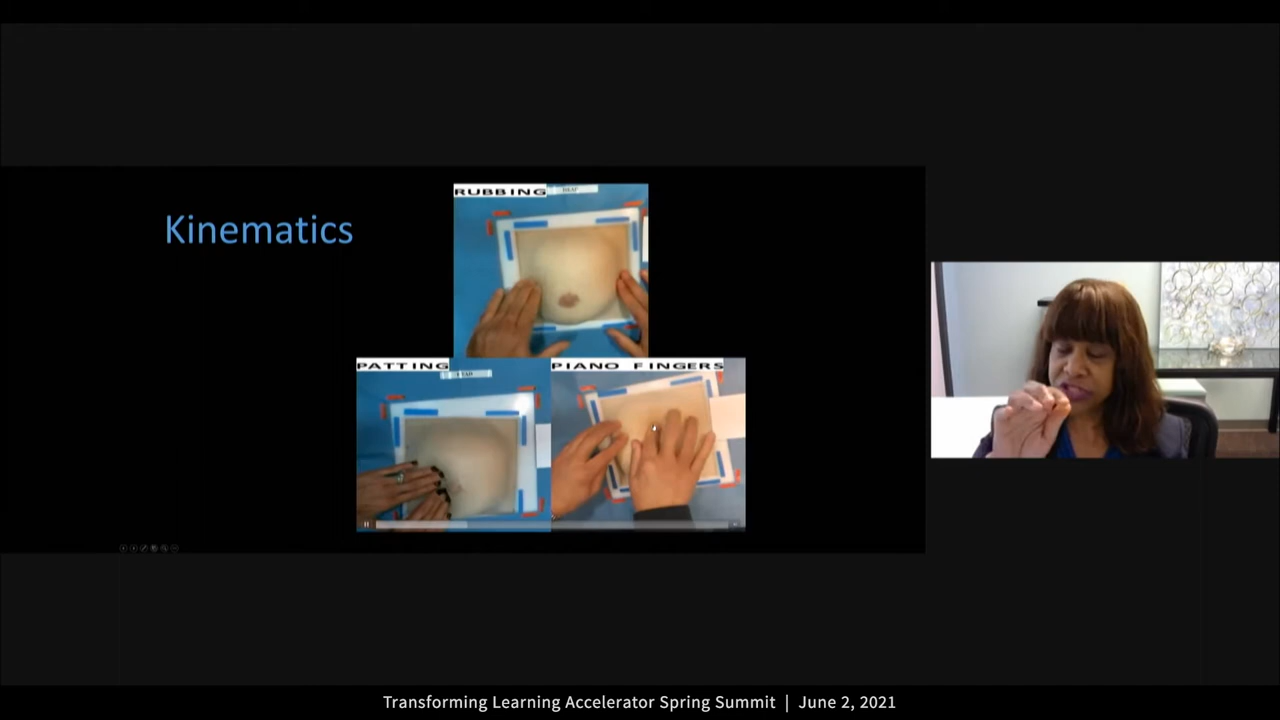 Kinematics
RUBBING
PATTING
PIANO FINGERS
Transforming Learning Accelerator Spring Summit | June 2, 2021